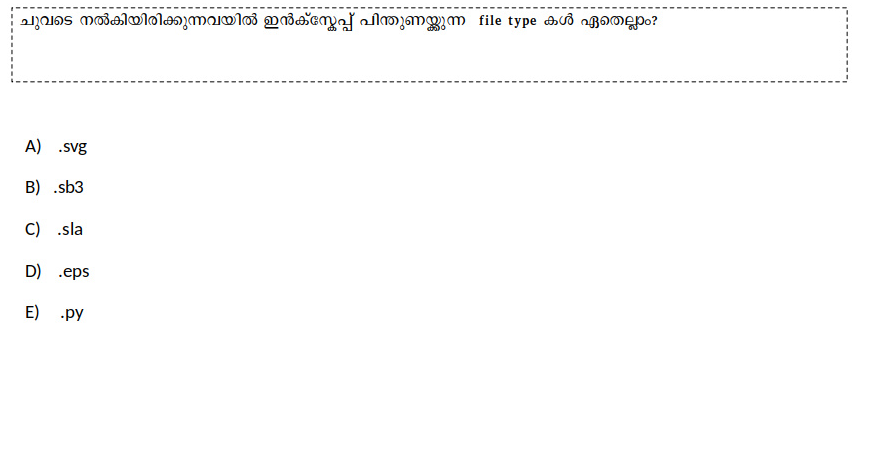 ചുവടെ നൽകിയിരിക്കുന്നവയിൽ ഇൻക്സ്കേപ്പ് പിന്തുണയ്ക്കുന്ന file type കൾ ഏതെല്ലാം?
A) .svg
B) .sb3
C) .sla
D) .eps
E) .py